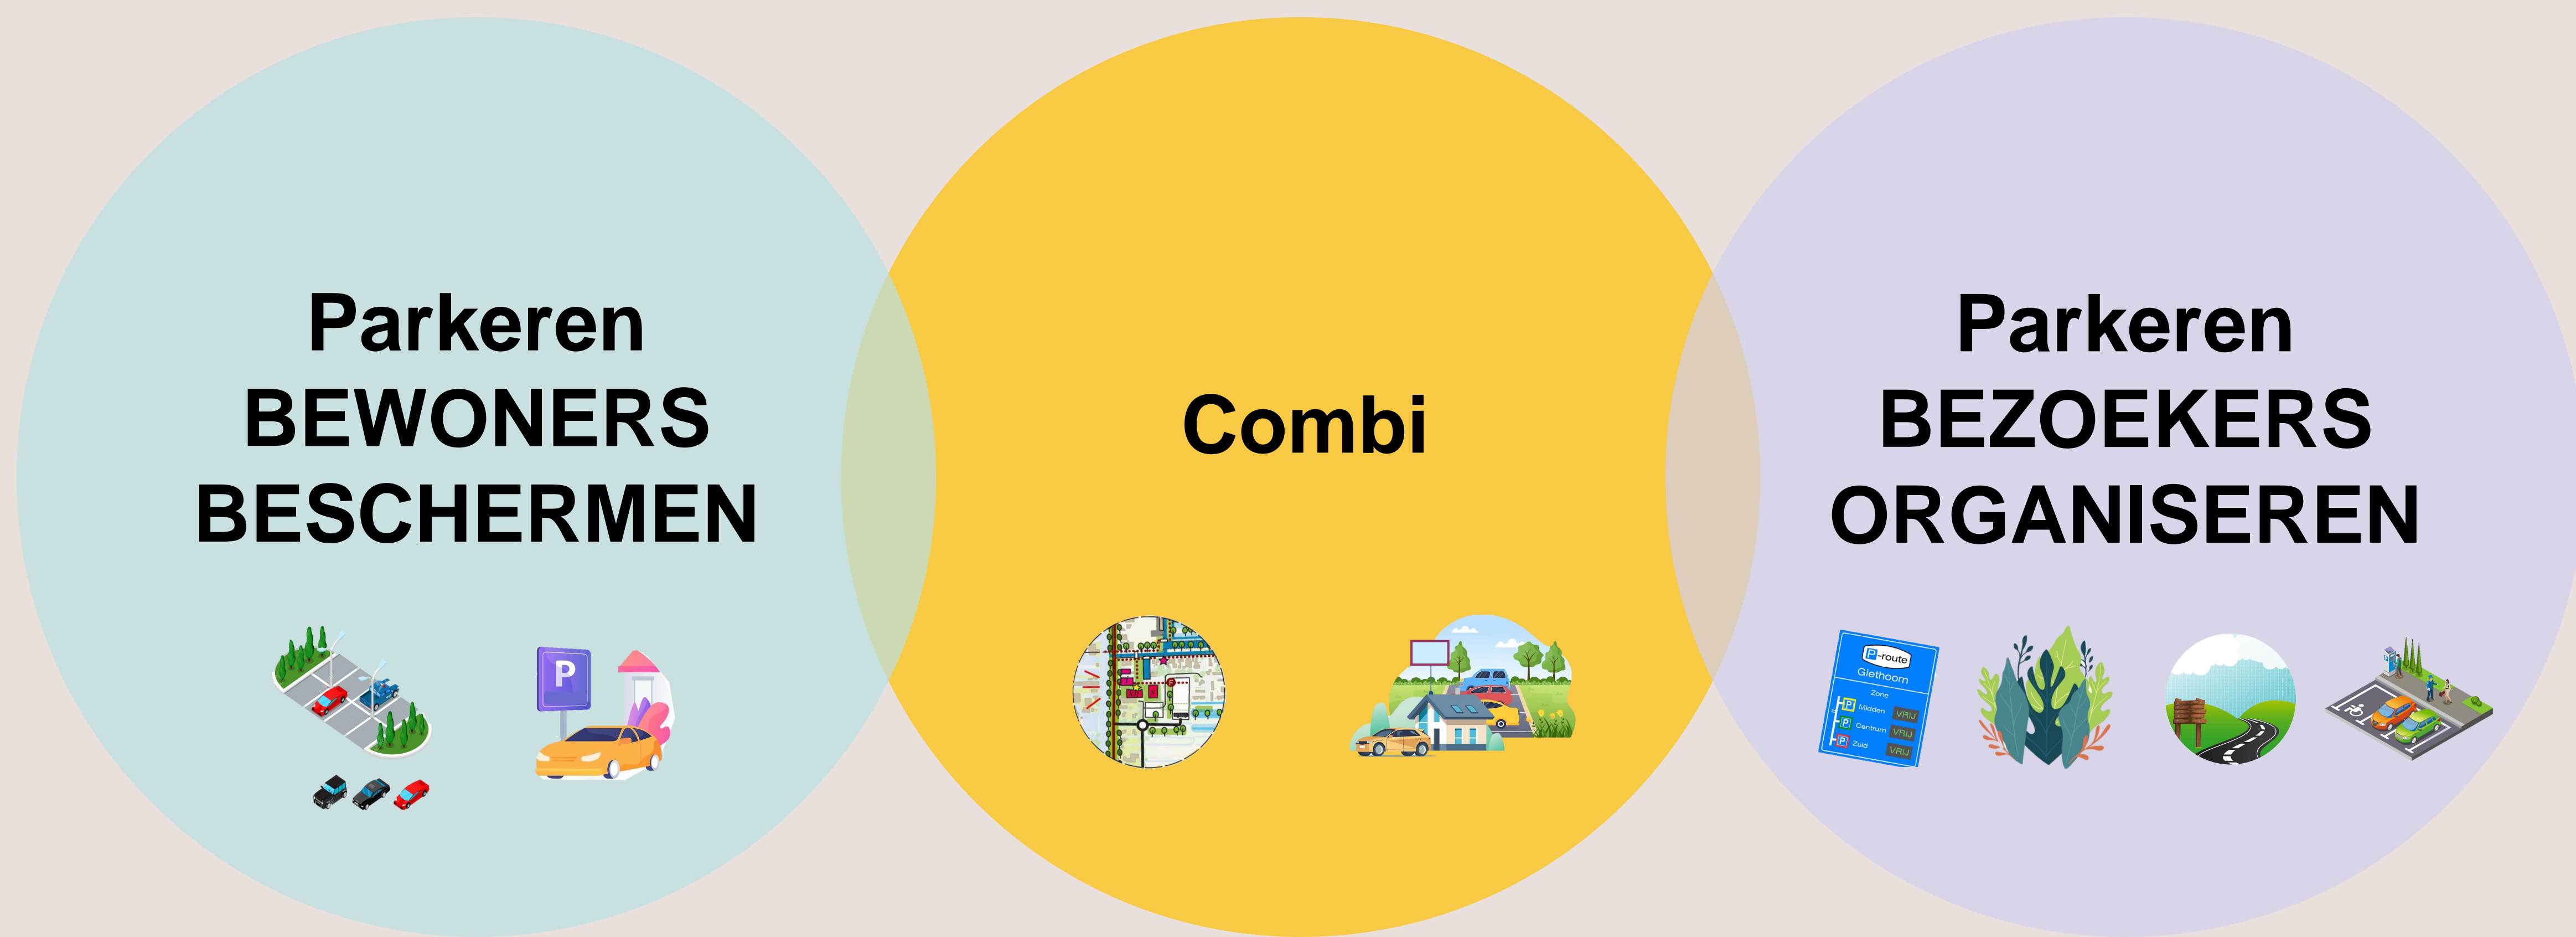 Parkeren
BEWONERS
BESCHERMEN
P
Combi
Parkeren
BEZOEKERS
ORGANISEREN
P-route
Giethoorn
Zone
P Midden VRIJ
P Centrum VRIJ
P Zuid VRIJ